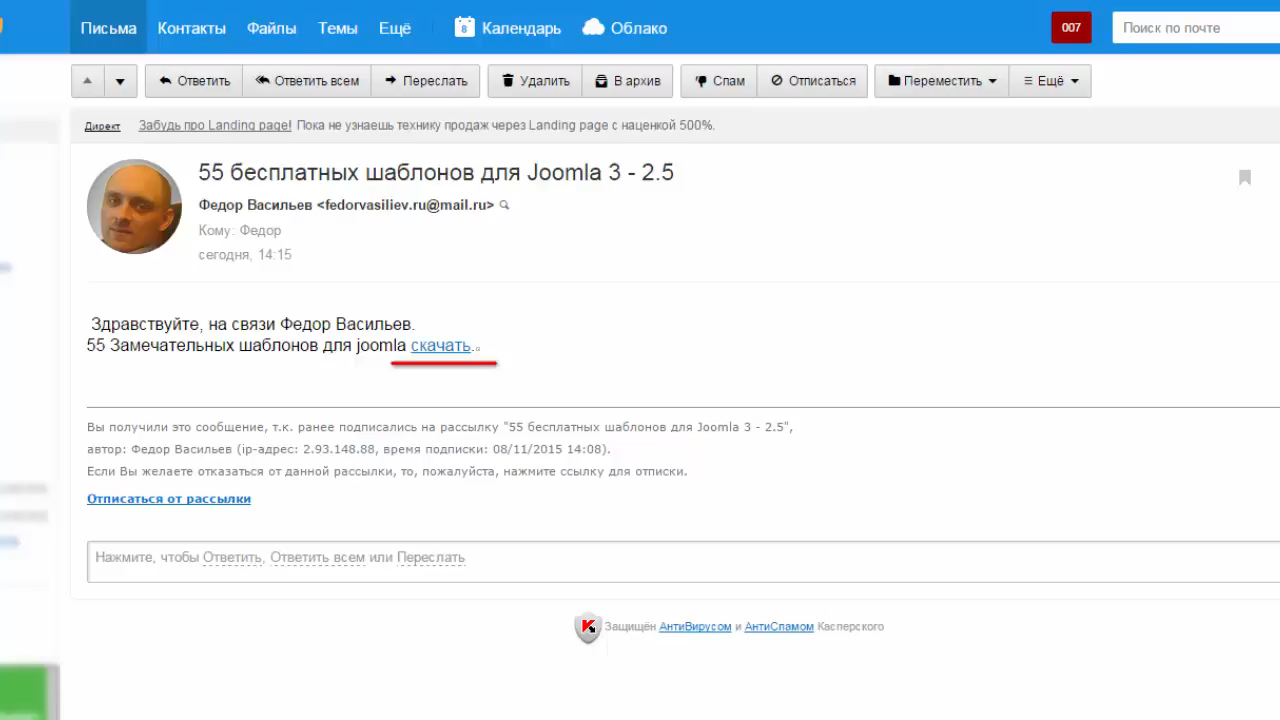 Письма Контакты Файлы Темы Ещё 8 Календарь Облако 007 Поиск по почте
Ответить Ответить всем Переслать Удалить В архив Спам Отписаться Переместить Ещё
Директ Забудь про Landing page! Пока не узнаешь технику продаж через Landing page с наценкой 500%.
55 бесплатных шаблонов для Joomla 3 - 2.5
Федор Васильев <fedorvasiliev.ru@mail.ru>
Кому: Федор
сегодня, 14:15
Здравствуйте, на связи Федор Васильев.
55 Замечательных шаблонов для joomla скачать.
Вы получили это сообщение, т.к. ранее подписались на рассылку "55 бесплатных шаблонов для Joomla 3 - 2.5",
автор: Федор Васильев (ip-адрес: 2.93.148.88, время подписки: 08/11/2015 14:08).
Если Вы желаете отказаться от данной рассылки, то, пожалуйста, нажмите ссылку для отписки.
Отписаться от рассылки
Нажмите, чтобы Ответить, Ответить всем или Переслать
Защищён АнтиВирусом и АнтиСпамом Касперского